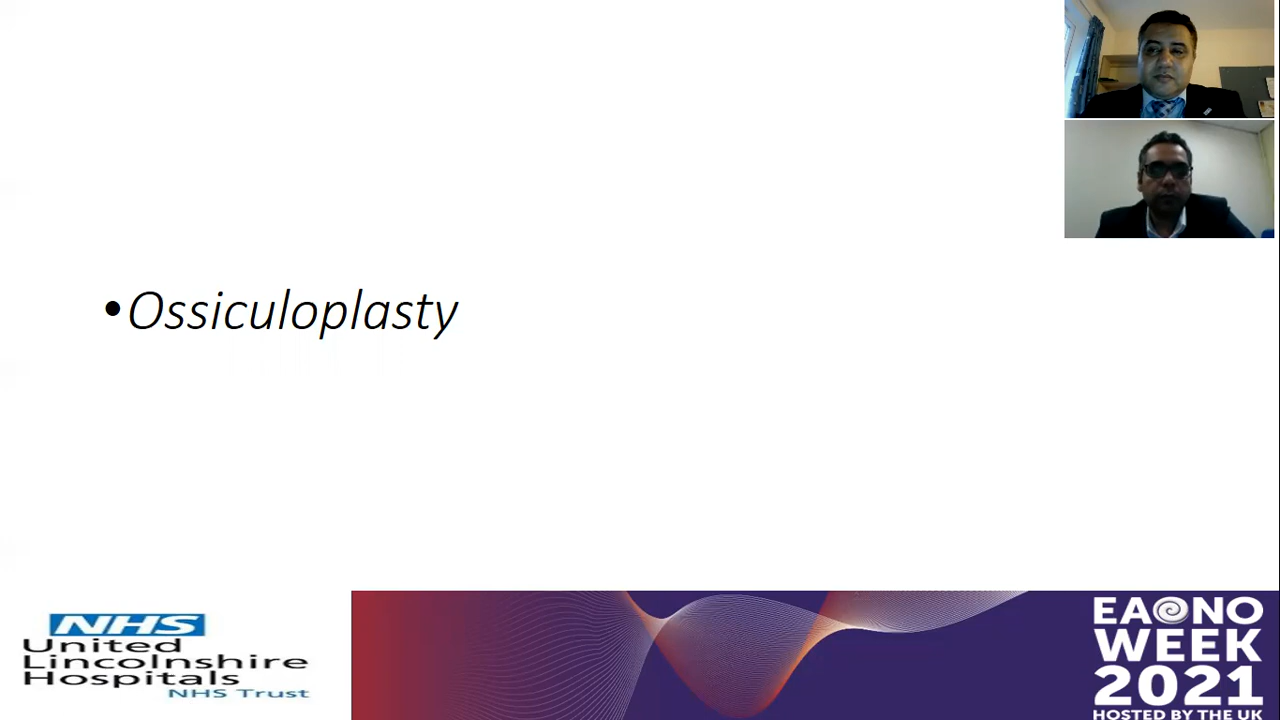 •Ossiculoplasty
NHS
United
Lincolnshire
Hospitals
NHS Trust
EAONO
WEEK
2021
HOSTED BY THE UK